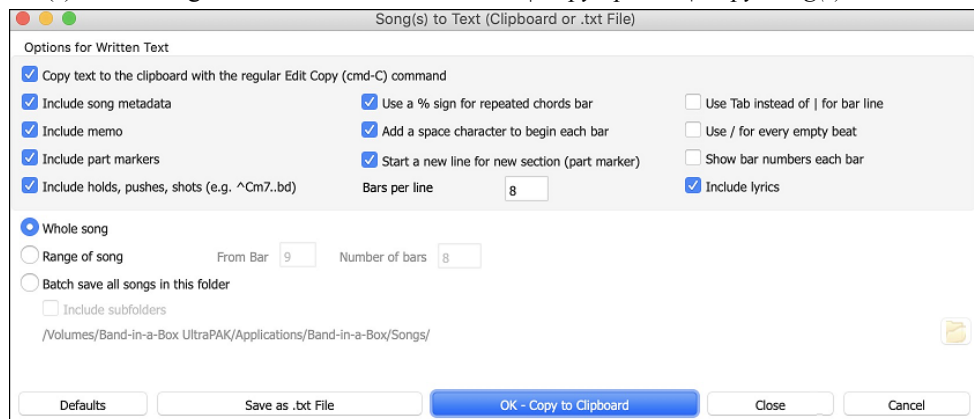 Song(s) to Text (Clipboard or .txt File)
Options for Written Text
Copy text to the clipboard with the regular Edit Copy (cmd-C) command
Include song metadata
Use a % sign for repeated chords bar
Use Tab instead of | for bar line
Include memo
Add a space character to begin each bar
Use / for every empty beat
Include part markers
Start a new line for new section (part marker)
Show bar numbers each bar
Include holds, pushes, shots (e.g. ^Cm7..bd)
Bars per line 8
Include lyrics
Whole song
Range of song From Bar 9 Number of bars 8
Batch save all songs in this folder
Include subfolders
/Volumes/Band-in-a-Box UltraPAK/Applications/Band-in-a-Box/Songs/
Defaults
Save as .txt File
OK - Copy to Clipboard
Close
Cancel